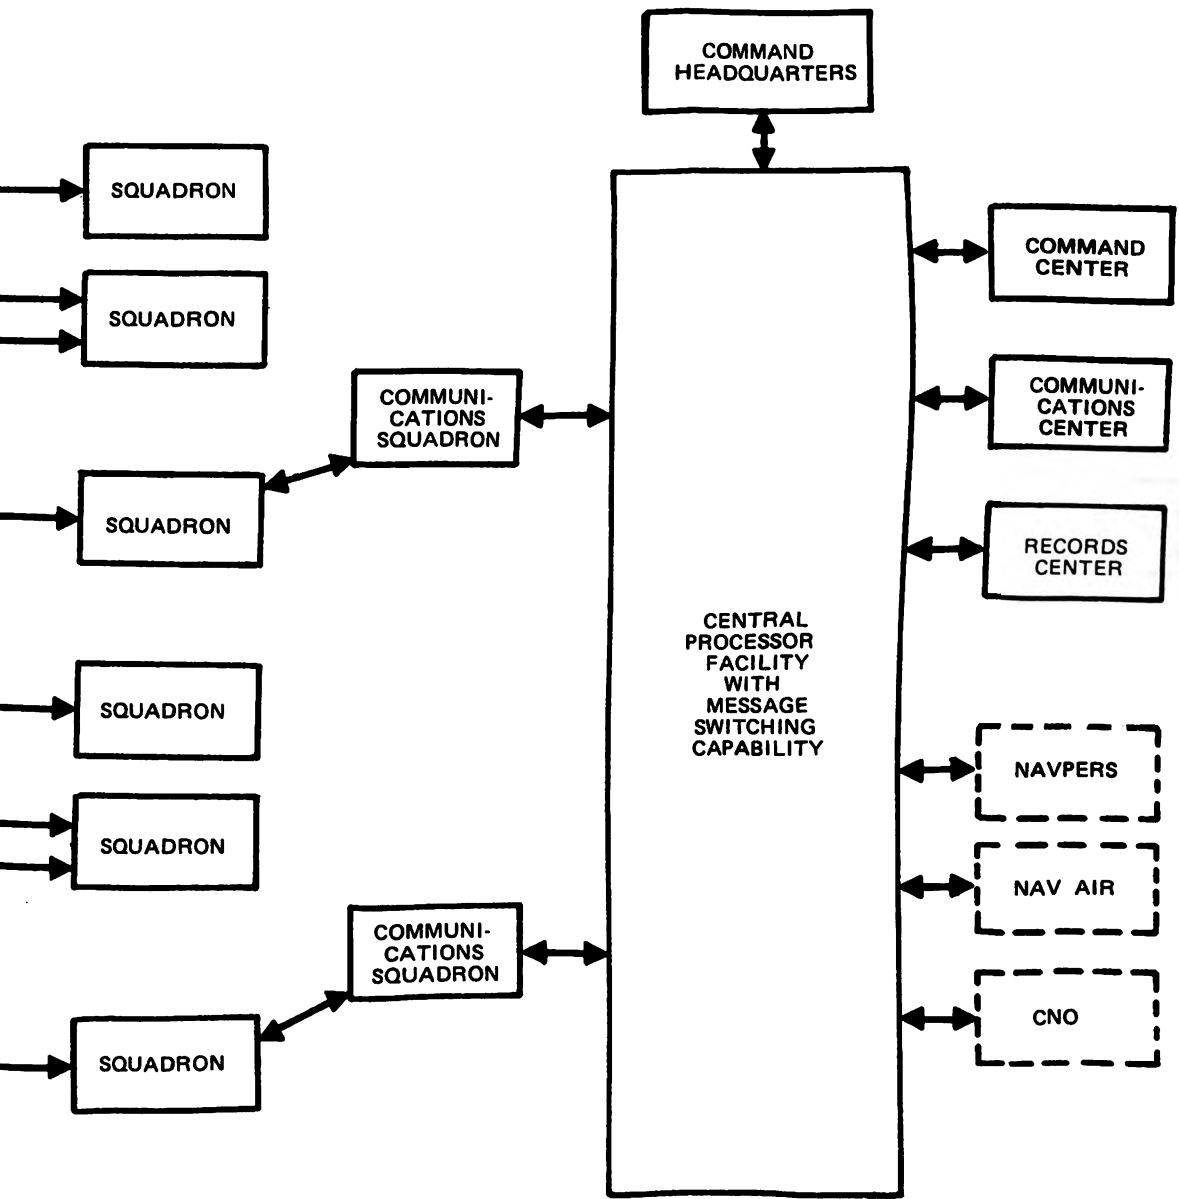 COMMAND
HEADQUARTERS
SQUADRON
SQUADRON
COMMUNI-
CATIONS
SQUADRON
SQUADRON
SQUADRON
SQUADRON
COMMUNI-
CATIONS
SQUADRON
SQUADRON
CENTRAL
PROCESSOR
FACILITY
WITH
MESSAGE
SWITCHING
CAPABILITY
COMMAND
CENTER
COMMUNI-
CATIONS
CENTER
RECORDS
CENTER
NAVPERS
NAV AIR
CNO